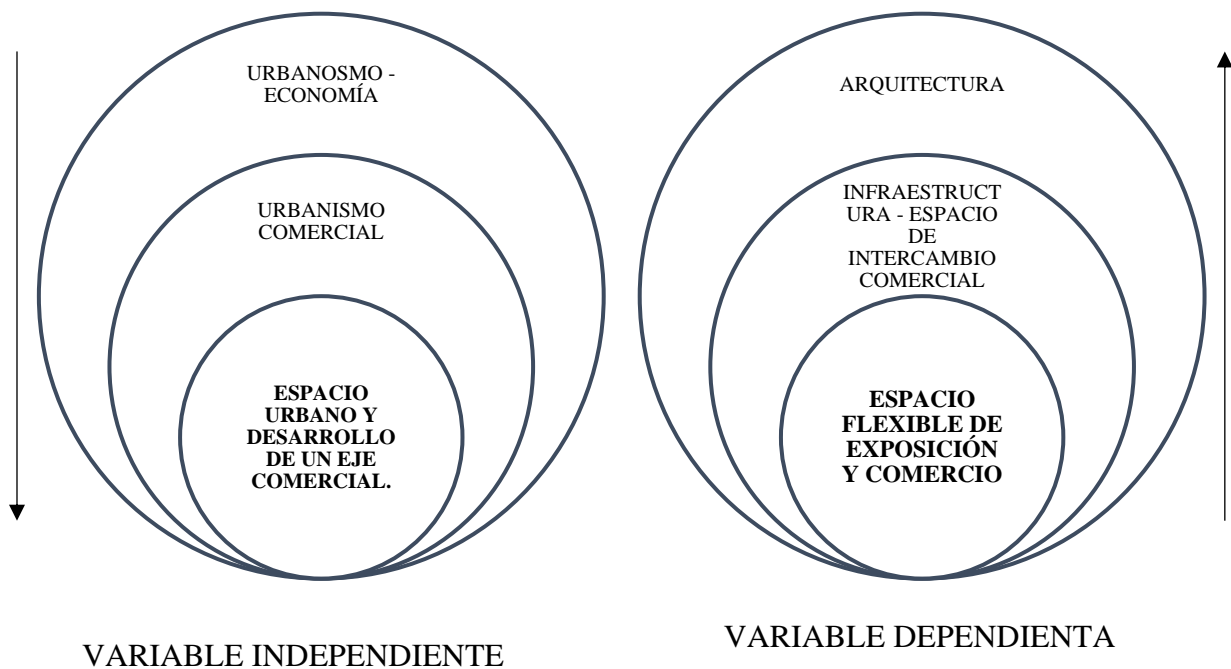 URBANOSMO -
ECONOMÍA
URBANISMO
COMERCIAL
ESPACIO
URBANO Y
DESARROLLO
DE UN EJE
COMERCIAL.
VARIABLE INDEPENDIENTE
ARQUITECTURA
INFRAESTRUCT
URA - ESPACIO
DE
INTERCAMBIO
COMERCIAL
ESPACIO
FLEXIBLE DE
EXPOSICIÓN
Y COMERCIO
VARIABLE DEPENDIENTA